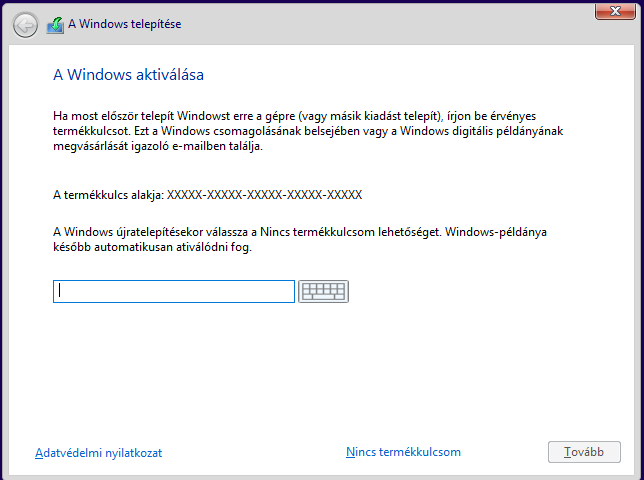 A Windows telepítése
A Windows aktiválása
Ha most először telepít Windowst erre a gépre (vagy másik kiadást telepít), írjon be érvényes
termékkulcsot. Ezt a Windows csomagolásának belsejében vagy a Windows digitális példányának
megvásárlását igazoló e-mailben találja.
A termékkulcs alakja: XXXXX-XXXXX-XXXXX-XXXXX-XXXXX
A Windows újratelepítésekor válassza a Nincs termékkulcsom lehetőséget. Windows-példánya
később automatikusan ativálódni fog.
Adatvédelmi nyilatkozat
Nincs termékkulcsom
Tovább